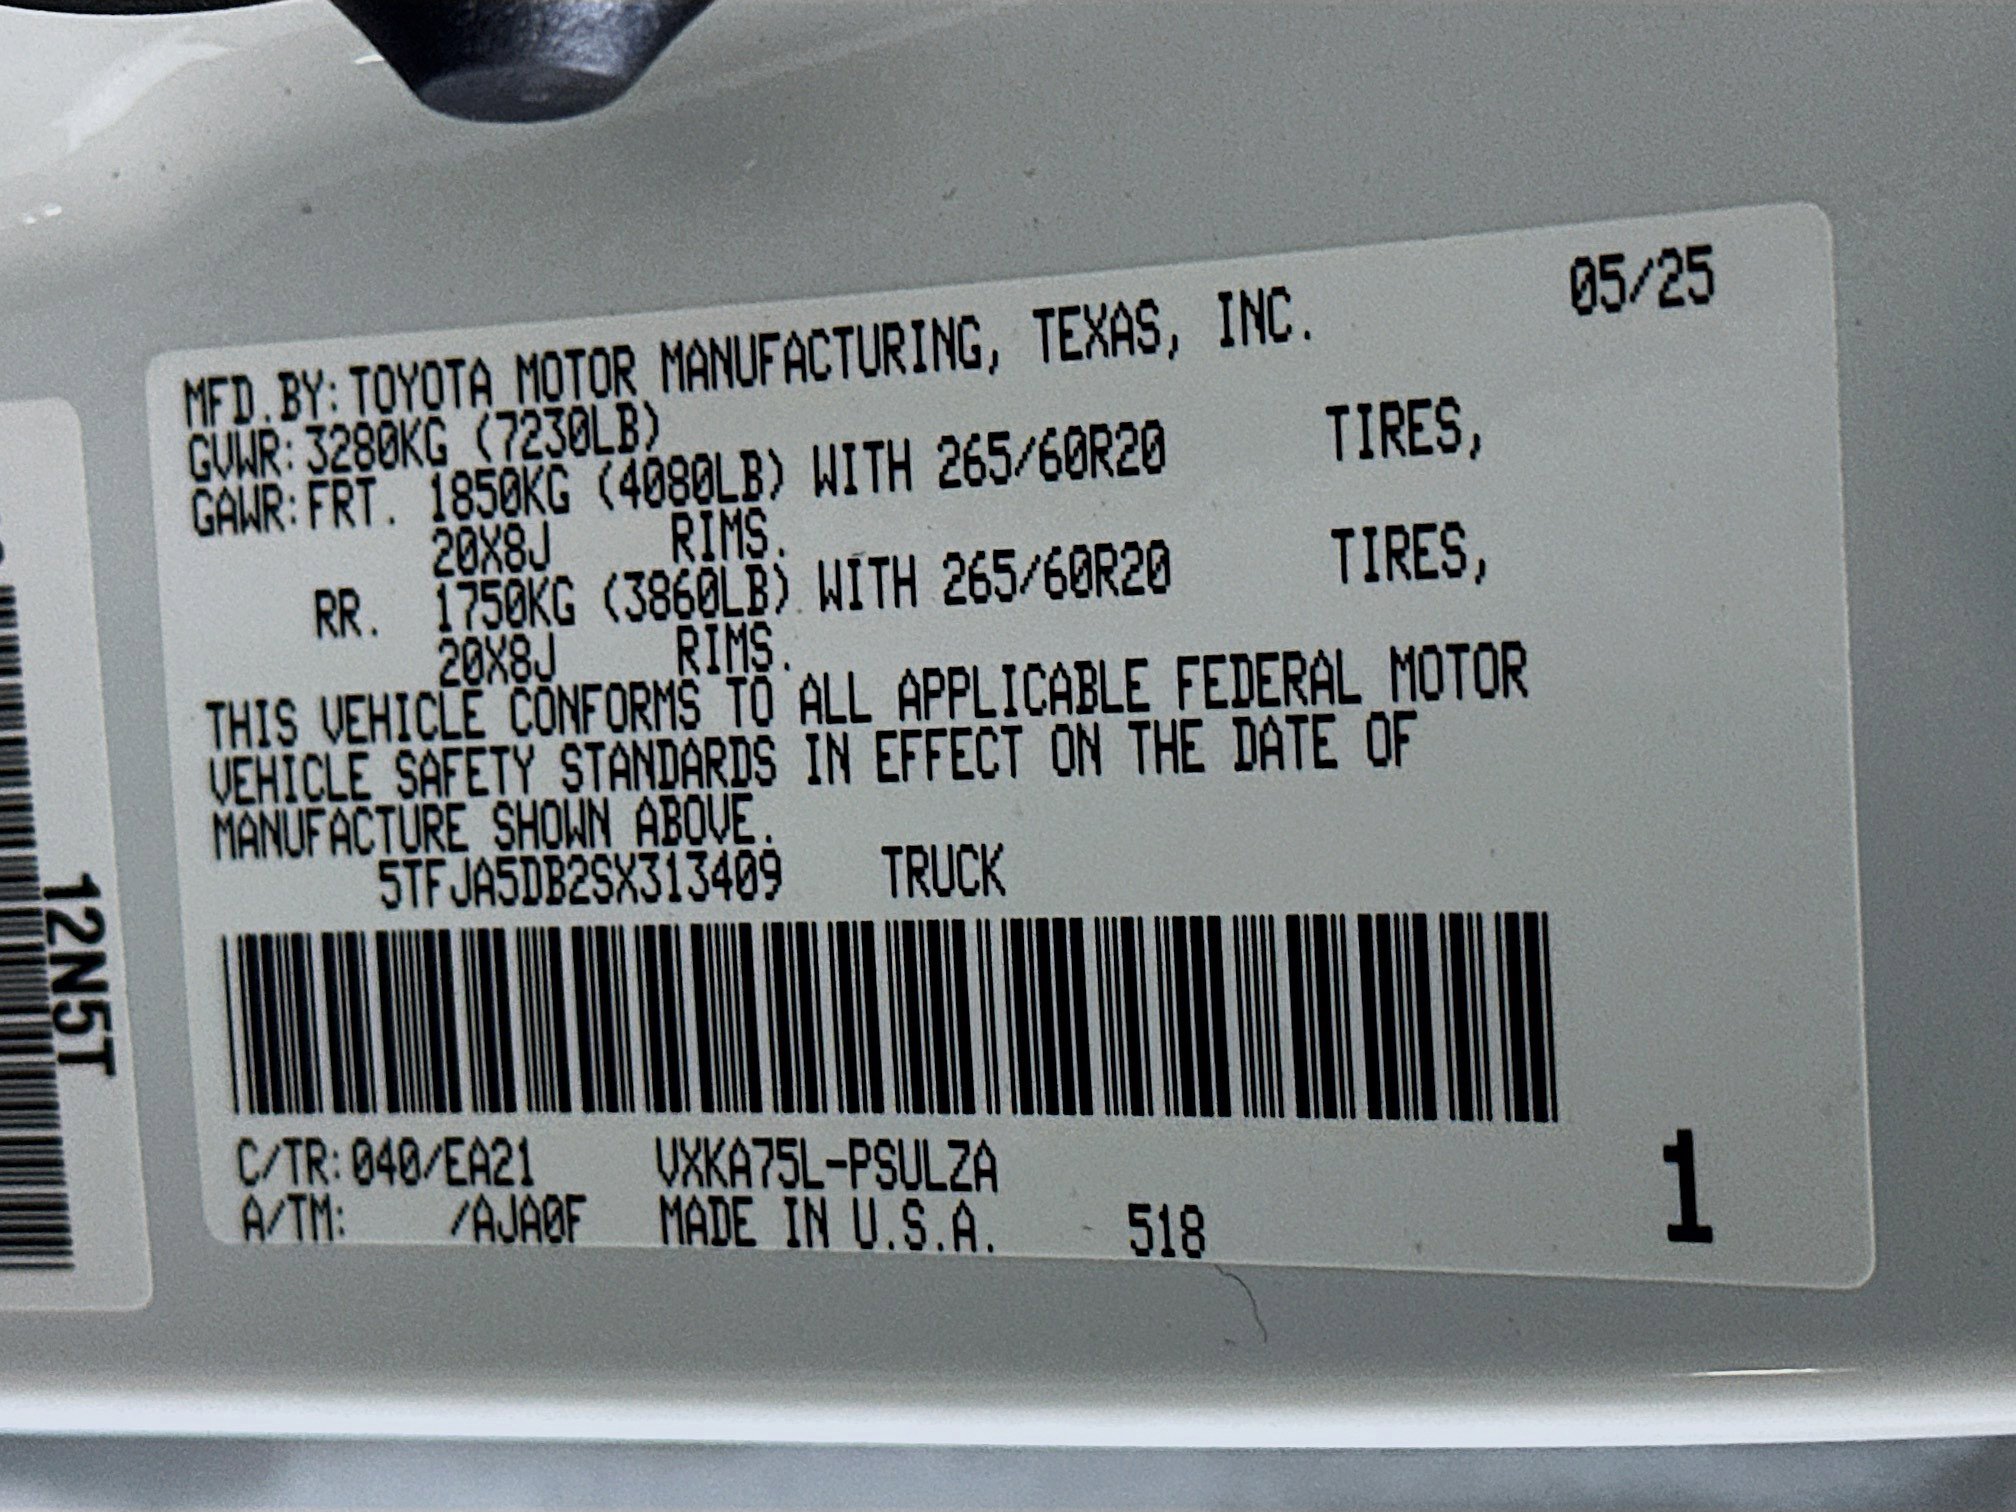 MFD.BY:TOYOTA MOTOR MANUFACTURING, TEXAS, INC. 05/25
GVWR:3280KG (7230LB)
GAWR:FRT. 1850KG (4080LB) WITH 265/60R20 TIRES,
20X8J RIMS.
RR. 1750KG (3860LB) WITH 265/60R20 TIRES,
20X8J RIMS.
THIS VEHICLE CONFORMS TO ALL APPLICABLE FEDERAL MOTOR
VEHICLE SAFETY STANDARDS IN EFFECT ON THE DATE OF
MANUFACTURE SHOWN ABOVE.
5TFJA5DB2SX313409 TRUCK
C/TR:040/EA21 VXKA75L-PSULZA
A/TM: /AJA0F MADE IN U.S.A. 518 1
12N5T